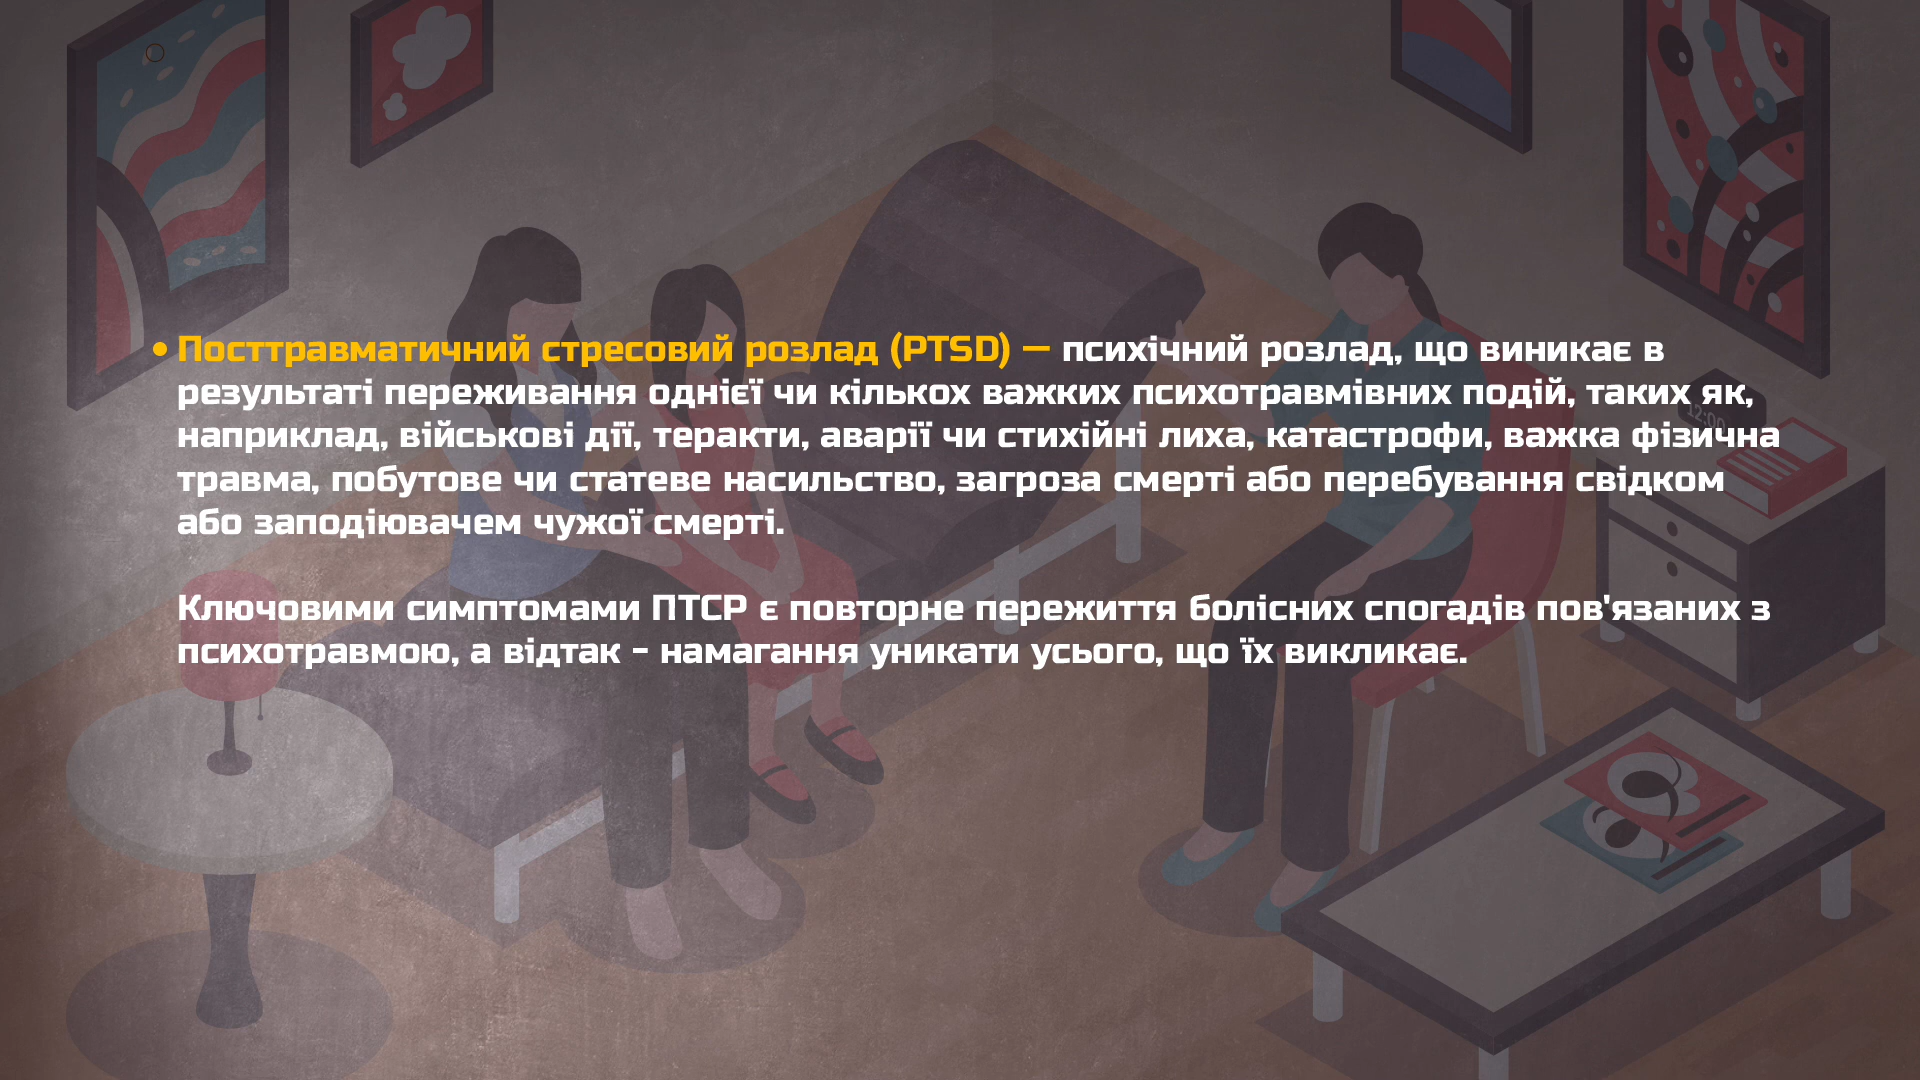 • Посттравматичний стресовий розлад (PTSD) — психічний розлад, що виникає в
результаті переживання однієї чи кількох важких психотравмівних подій, таких як,
наприклад, військові дії, теракти, аварії чи стихійні лиха, катастрофи, важка фізична
травма, побутове чи статеве насильство, загроза смерті або перебування свідком
або заподіювачем чужої смерті.
Ключовими симптомами ПТСР є повторне пережиття болісних спогадів пов'язаних з
психотравмою, а відтак - намагання уникати усього, що їх викликає.
12:00